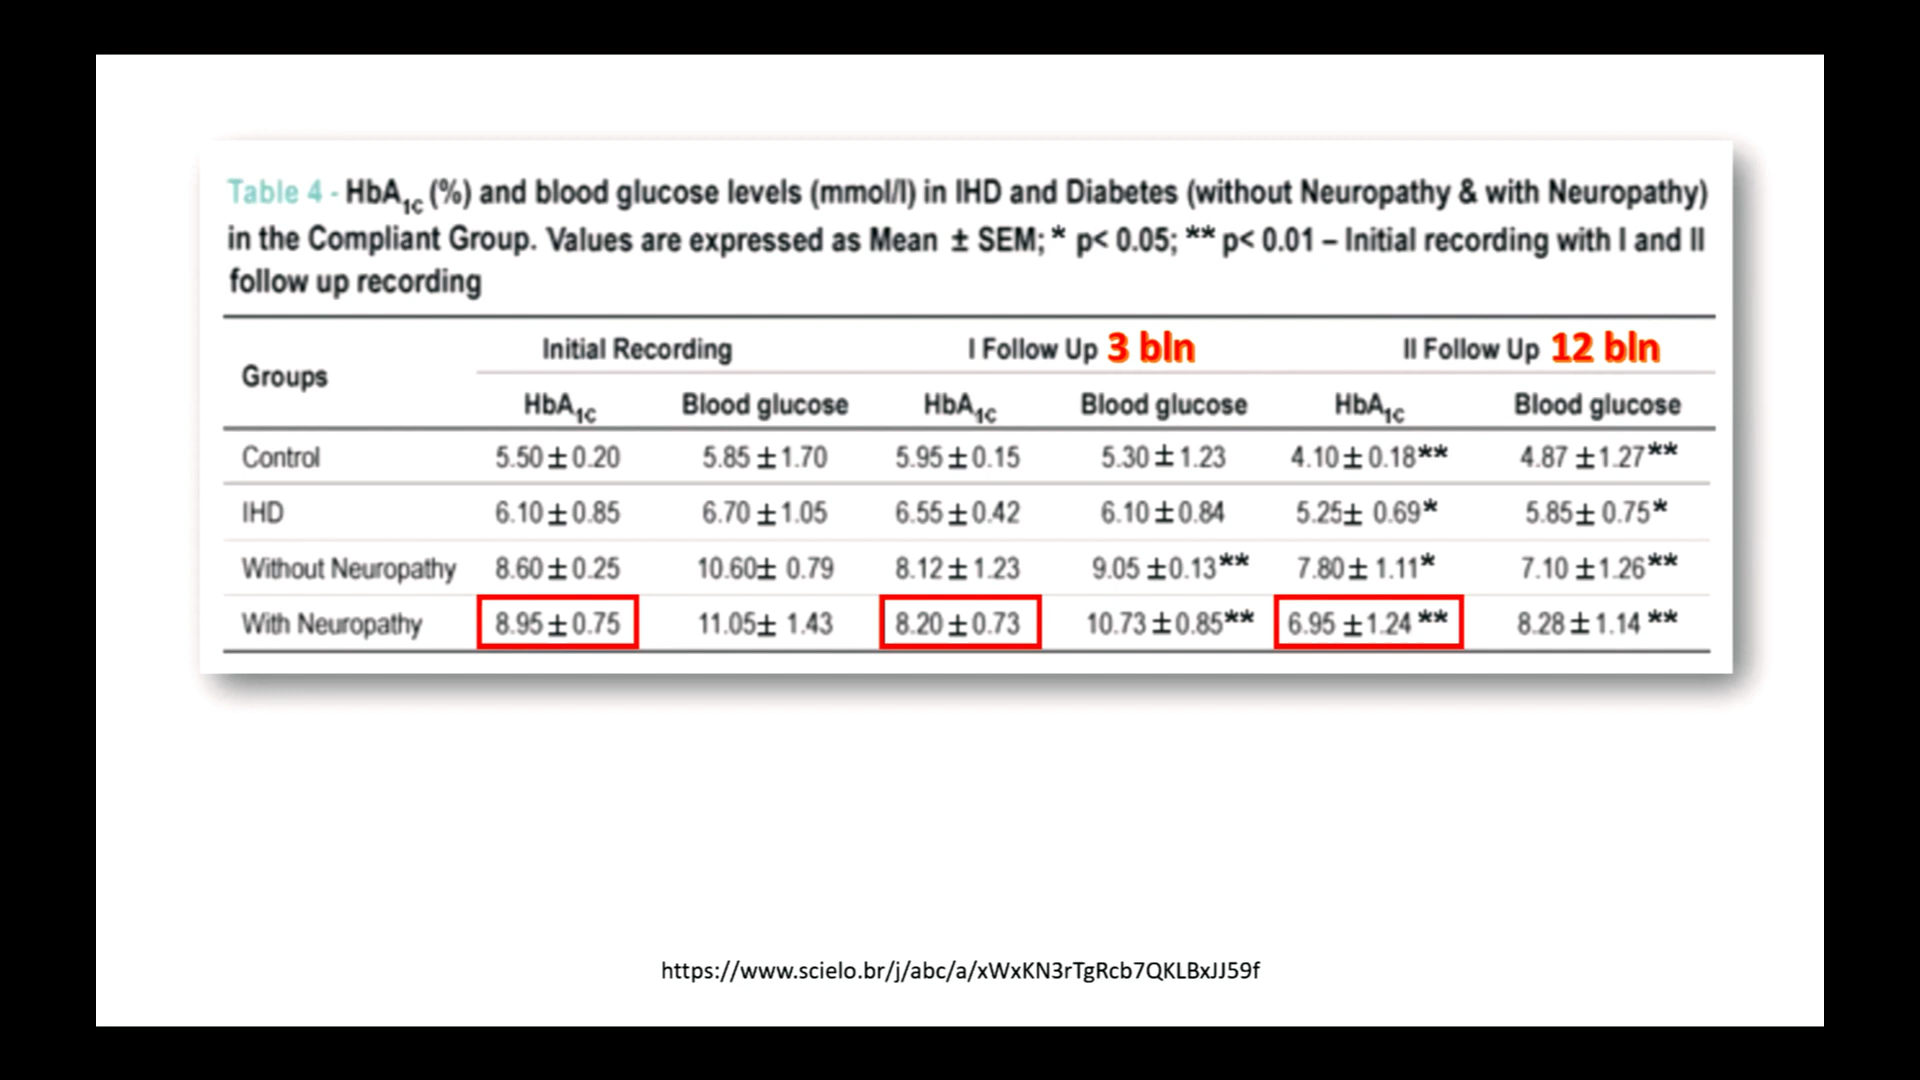 Table 4 - HbA1c (%) and blood glucose levels (mmol/l) in IHD and Diabetes (without Neuropathy & with Neuropathy)
in the Compliant Group. Values are expressed as Mean ± SEM; * p< 0.05; ** p< 0.01 – Initial recording with I and II
follow up recording
Groups Initial Recording I Follow Up 3 bln II Follow Up 12 bln
HbA1c Blood glucose HbA1c Blood glucose HbA1c Blood glucose
Control 5.50±0.20 5.85 ±1.70 5.95±0.15 5.30±1.23 4.10±0.18** 4.87 ±1.27**
IHD 6.10±0.85 6.70 ±1.05 6.55±0.42 6.10±0.84 5.25± 0.69* 5.85± 0.75*
Without Neuropathy 8.60±0.25 10.60± 0.79 8.12±1.23 9.05 ±0.13** 7.80± 1.11* 7.10 ±1.26**
With Neuropathy 8.95±0.75 11.05± 1.43 8.20±0.73 10.73 ±0.85** 6.95 ±1.24 ** 8.28±1.14 **
https://www.scielo.br/j/abc/a/xWxKN3rTgRcb7QKLBxJJ59f